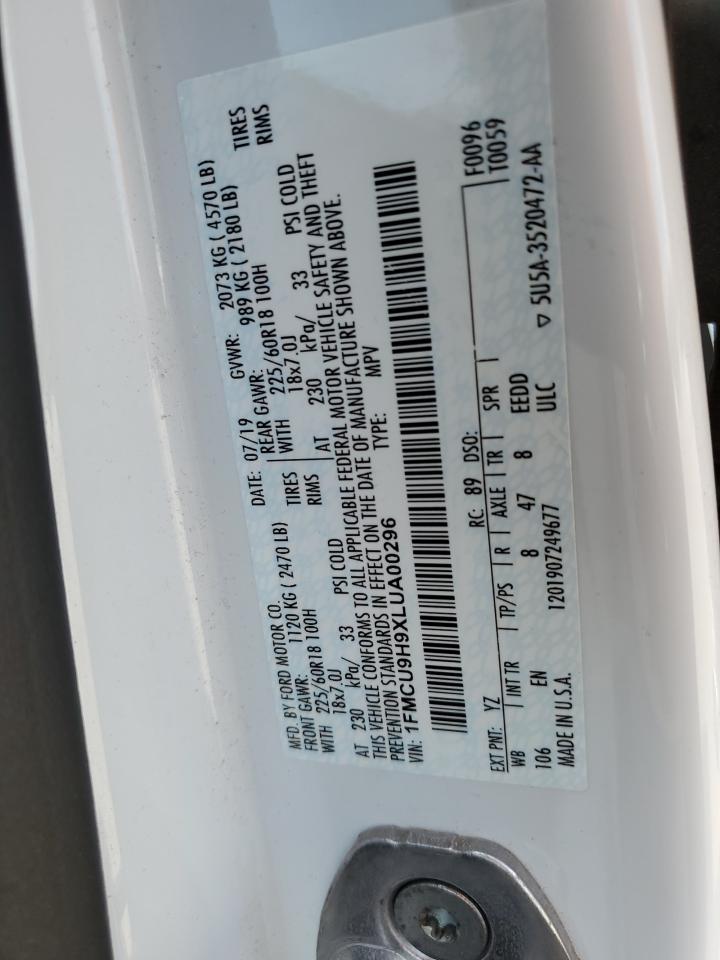 MFD. BY FORD MOTOR CO.
DATE: 07/19 GVWR: 2073 KG ( 4570 LB)
FRONT GAWR: 1120 KG ( 2470 LB) REAR GAWR: 989 KG ( 2180 LB)
WITH 225/60R18 100H TIRES WITH 225/60R18 100H TIRES
18x7.0J RIMS 18x7.0J RIMS
AT 230 kPa/ 33 PSI COLD AT 230 kPa/ 33 PSI COLD
THIS VEHICLE CONFORMS TO ALL APPLICABLE FEDERAL MOTOR VEHICLE SAFETY AND THEFT
PREVENTION STANDARDS IN EFFECT ON THE DATE OF MANUFACTURE SHOWN ABOVE.
VIN: 1FMCU9H9XLUA00296 TYPE: MPV
F0096
EXT PNT: YZ RC: 89 DSO: T0059
WB INT TR TP/PS R AXLE TR SPR
106 EN 8 47 8 EEDD
MADE IN U.S.A. 1201907249677 ULC ▽ 5U5A-3520472-AA